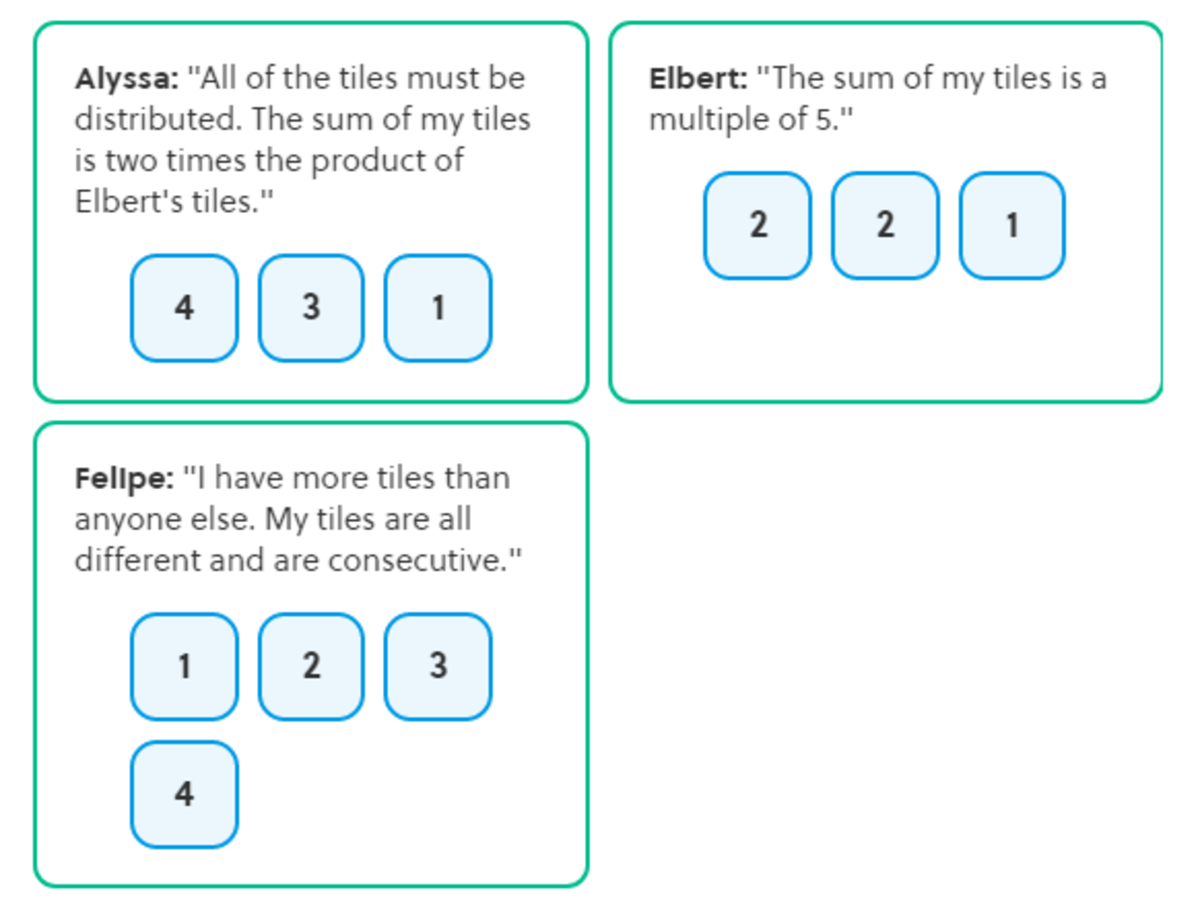 Alyssa: "All of the tiles must be
distributed. The sum of my tiles
is two times the product of
Elbert's tiles."
4 3 1
Elbert: "The sum of my tiles is a
multiple of 5."
2 2 1
FelIpe: "I have more tiles than
anyone else. My tiles are all
different and are consecutive."
1 2 3
4